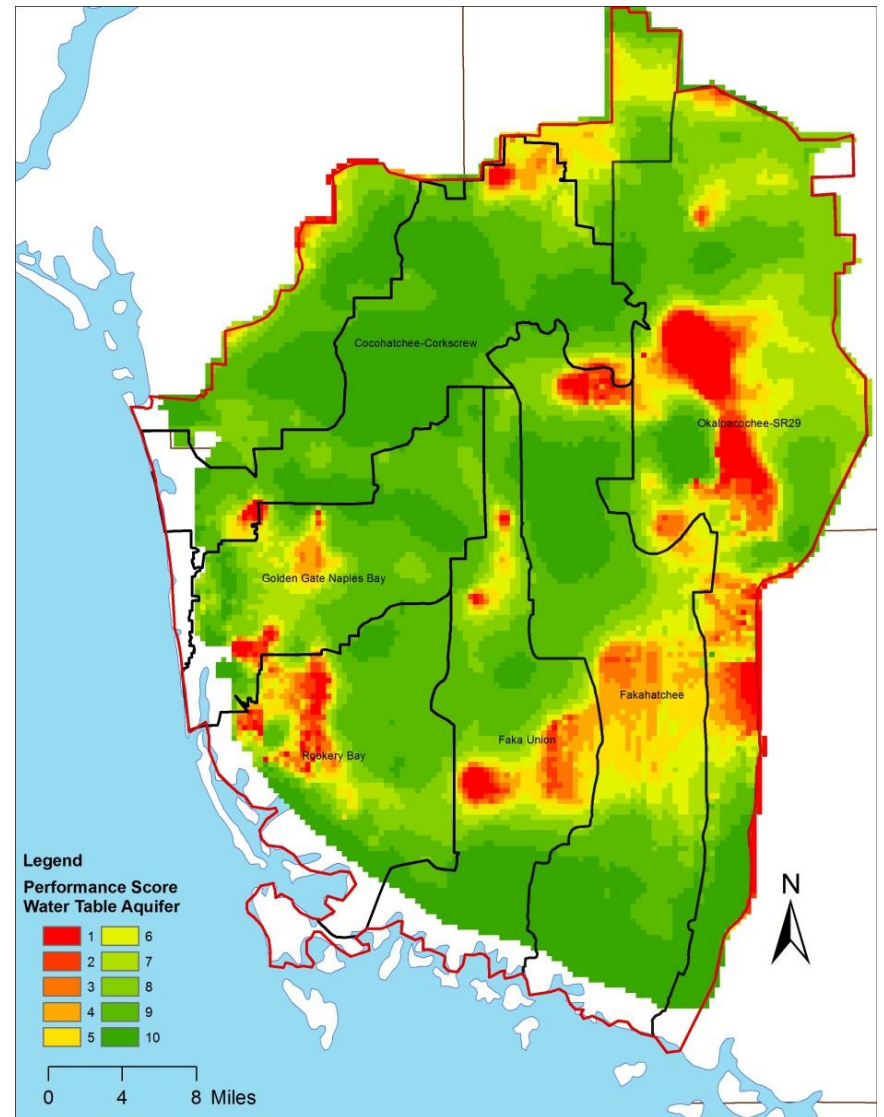 Cocohatchee-Corkscrew
Okaloacochee-SR29
Golden Gate Naples Bay
Fakahatchee
Faka Union
Rookery Bay
Legend
Performance Score
Water Table Aquifer
1 6
2 7
3 8
4 9
5 10
0 4 8 Miles
N